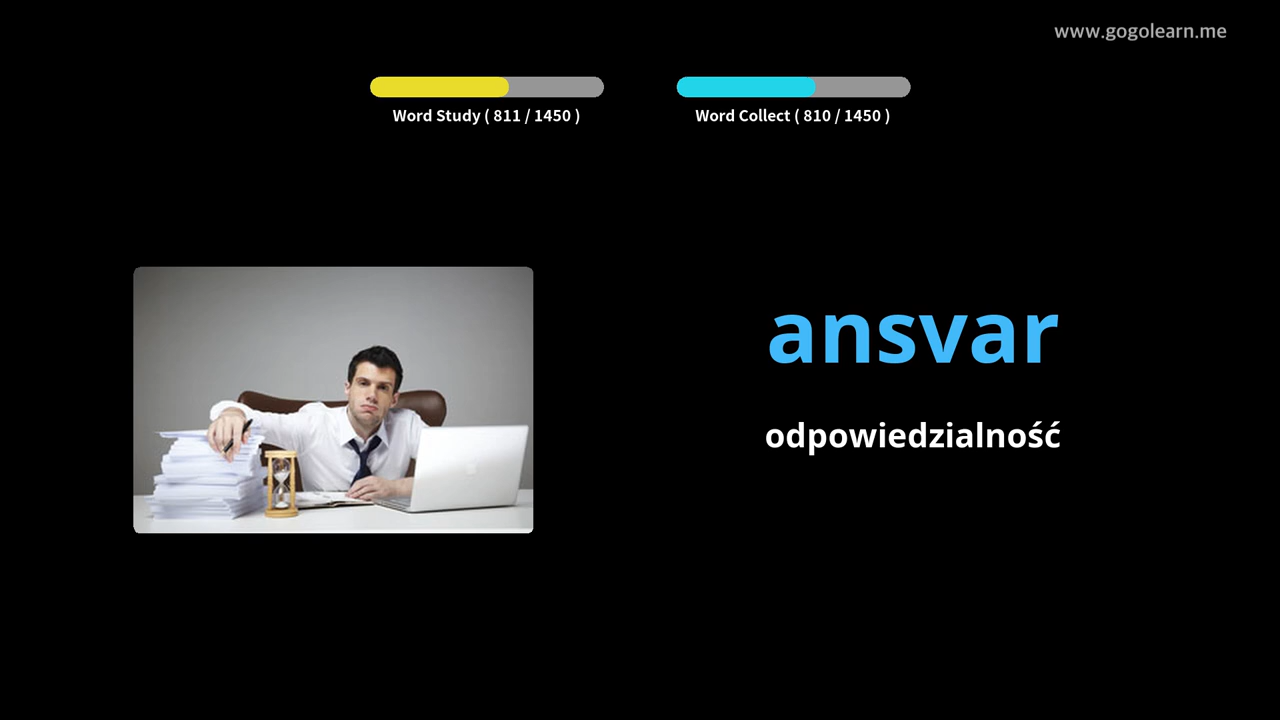 www.gogolearn.me
Word Study ( 811 / 1450 )
Word Collect ( 810 / 1450 )
ansvar
odpowiedzialność